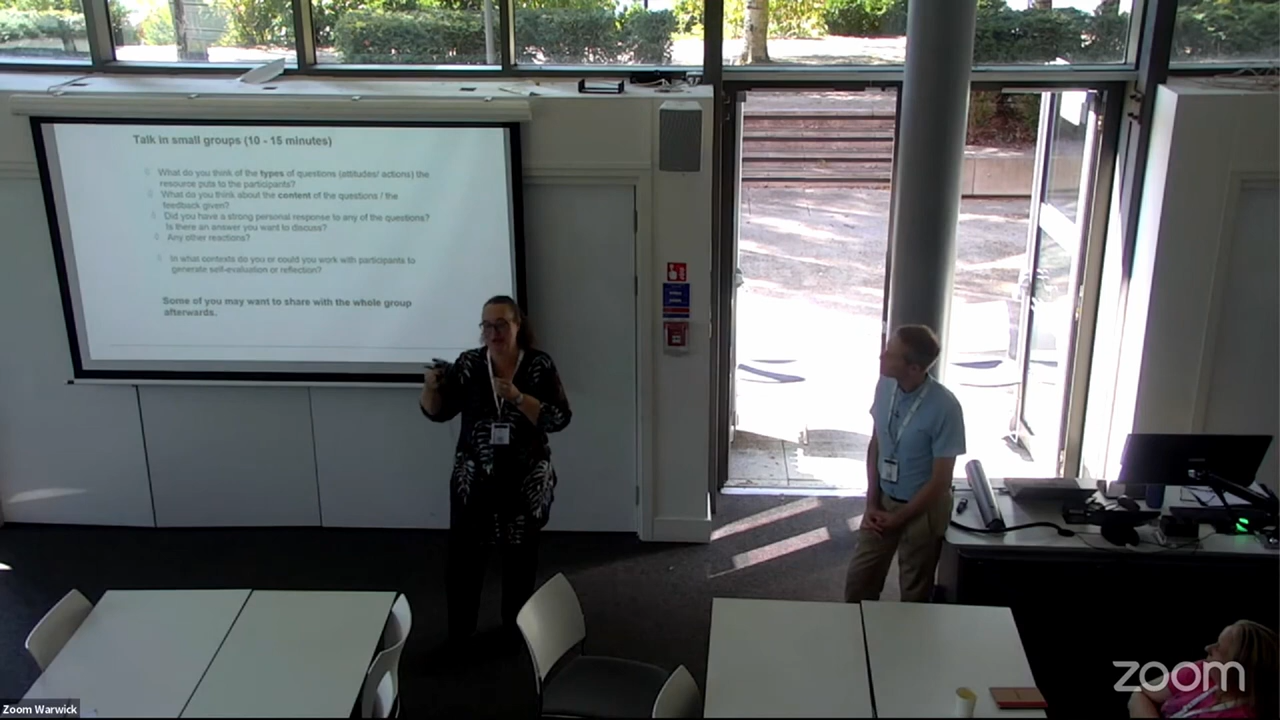 Talk in small groups (10 - 15 minutes)
What do you think of the types of questions (attitudes/ actions) the
resource puts to the participants?
What do you think about the content of the questions / the
feedback given?
Did you have a strong personal response to any of the questions?
Is there an answer you want to discuss?
Any other reactions?
In what contexts do you or could you work with participants to
generate self-evaluation or reflection?
Some of you may want to share with the whole group
afterwards.
zoom
Zoom Warwick